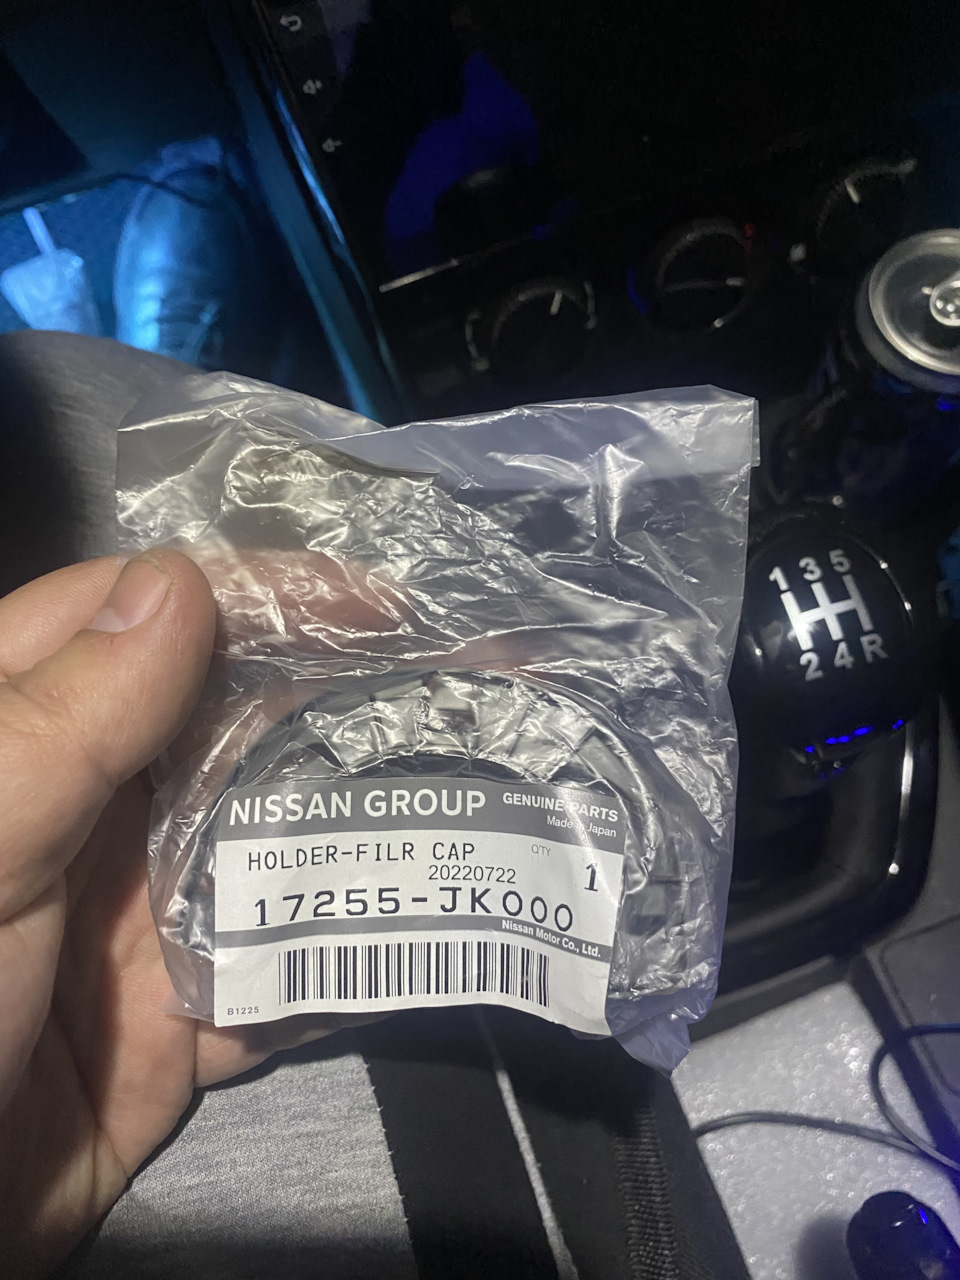 1 3 5
2 4 R
NISSAN GROUP GENUINE PARTS
Made in Japan
HOLDER-FILR CAP Q'TY 1
20220722
17255-JK000
Nissan Motor Co., Ltd.
B1225